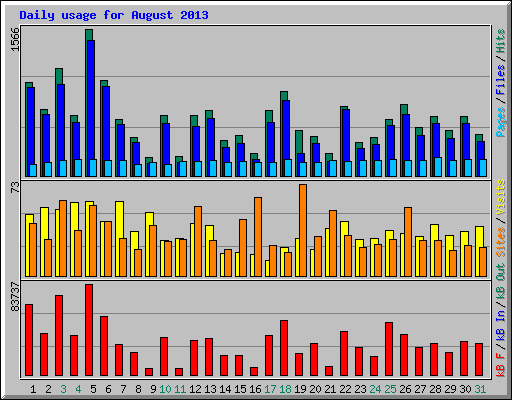 Daily usage for August 2013
1566
Pages / Files / Hits
73
Sites / Visits
83737
kB F / kB In / kB Out
1 2 3 4 5 6 7 8 9 10 11 12 13 14 15 16 17 18 19 20 21 22 23 24 25 26 27 28 29 30 31